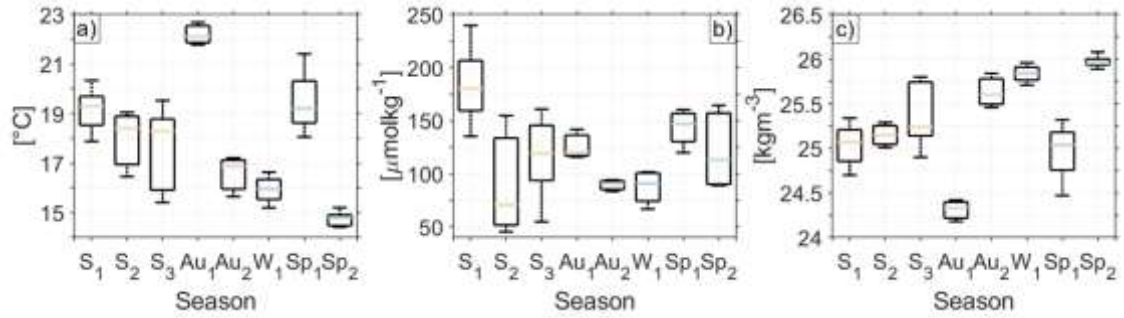 a)
23
21
19
17
15
[°C]
S₁ S₂ S₃ Au₁ Au₂ W₁ Sp₁ Sp₂
Season
b)
250
200
150
100
50
[μmolkg⁻¹]
S₁ S₂ S₃ Au₁ Au₂ W₁ Sp₁ Sp₂
Season
c)
26.5
26
25.5
25
24.5
24
[kgm⁻³]
S₁ S₂ S₃ Au₁ Au₂ W₁ Sp₁ Sp₂
Season